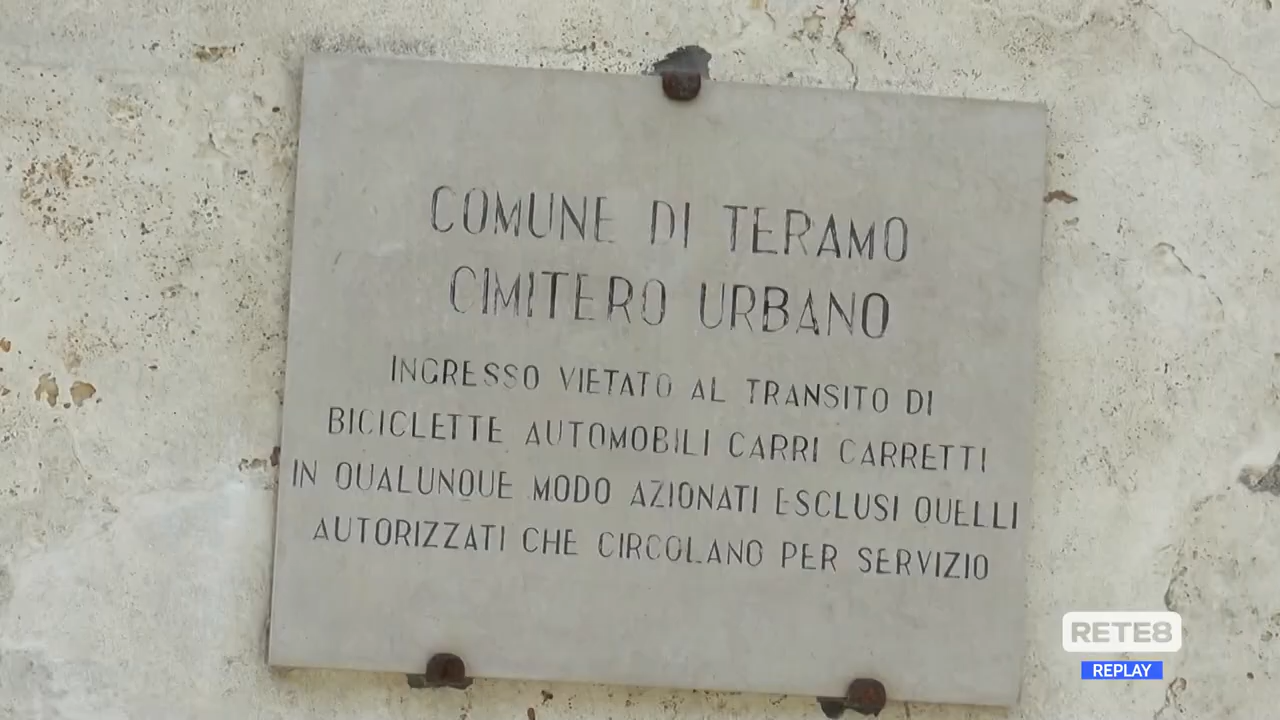 COMUNE DI TERAMO
CIMITERO URBANO
INGRESSO VIETATO AL TRANSITO DI
BICICLETTE AUTOMOBILI CARRI CARRETTI
IN QUALUNQUE MODO AZIONATI ESCLUSI QUELLI
AUTORIZZATI CHE CIRCOLANO PER SERVIZIO
RETE8
REPLAY